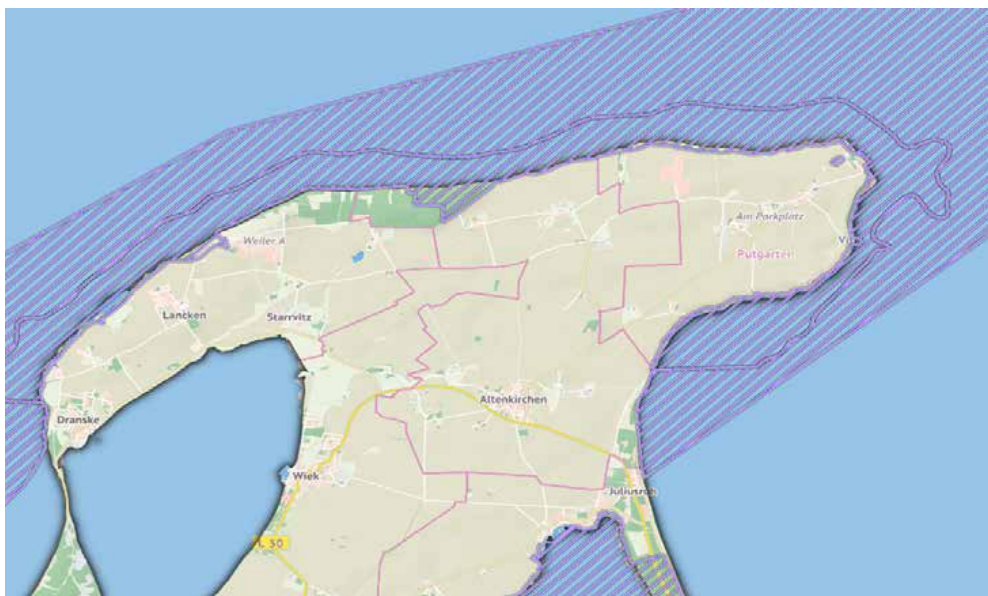 Am Parkplatz
Weiler A
Putgarten
Lancken
Starrvitz
Altenkirchen
Dranske
Wiek
Juliusruh
L 30